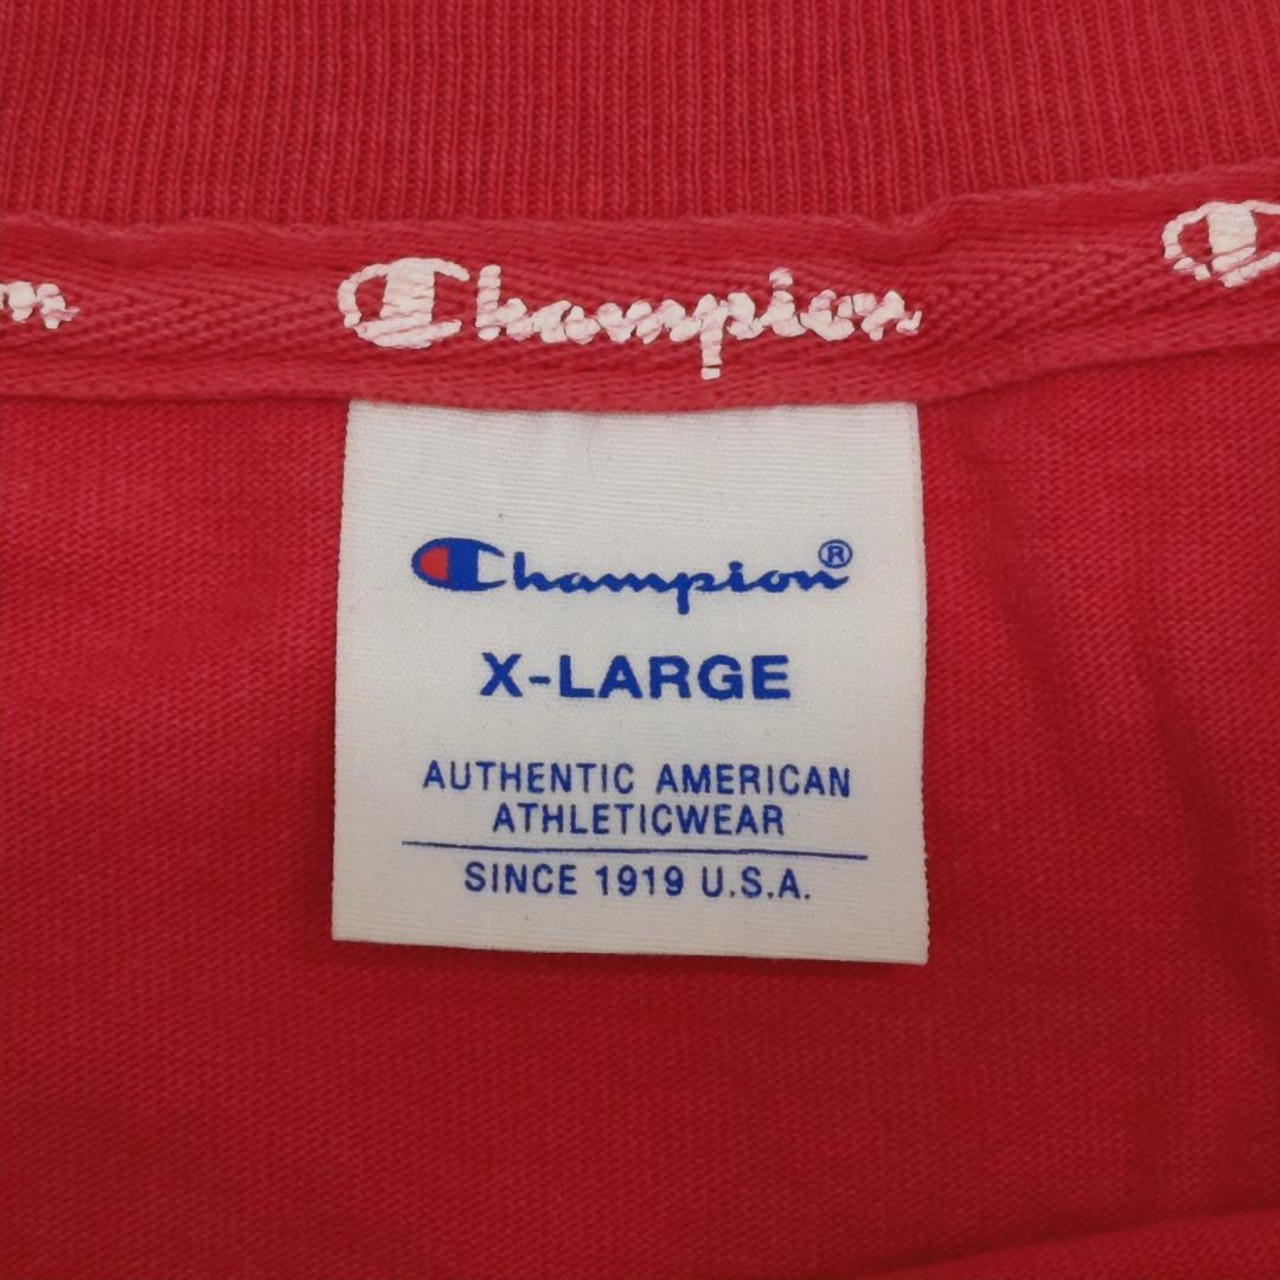 Champion
Champion®
X-LARGE
AUTHENTIC AMERICAN
ATHLETICWEAR
SINCE 1919 U.S.A.